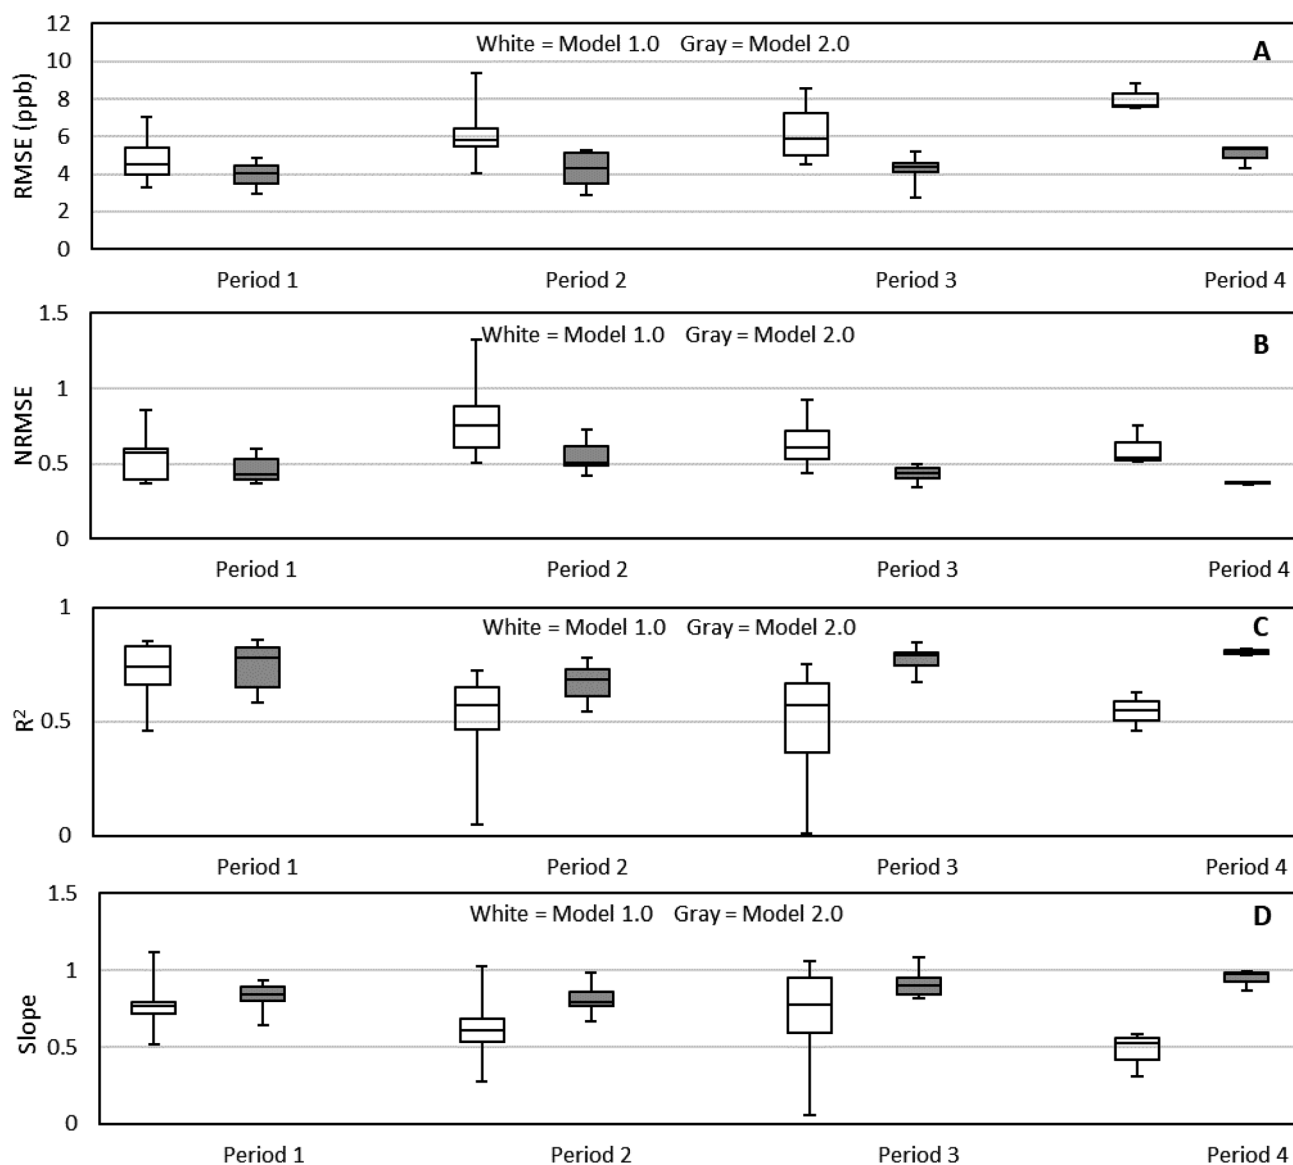 12
White = Model 1.0 Gray = Model 2.0
A
10
8
6
4
2
0
RMSE (ppb)
Period 1 Period 2 Period 3 Period 4
1.5
White = Model 1.0 Gray = Model 2.0
B
1
0.5
0
NRMSE
Period 1 Period 2 Period 3 Period 4
1
White = Model 1.0 Gray = Model 2.0
C
0.5
0
R²
Period 1 Period 2 Period 3 Period 4
1.5
White = Model 1.0 Gray = Model 2.0
D
1
0.5
0
Slope
Period 1 Period 2 Period 3 Period 4